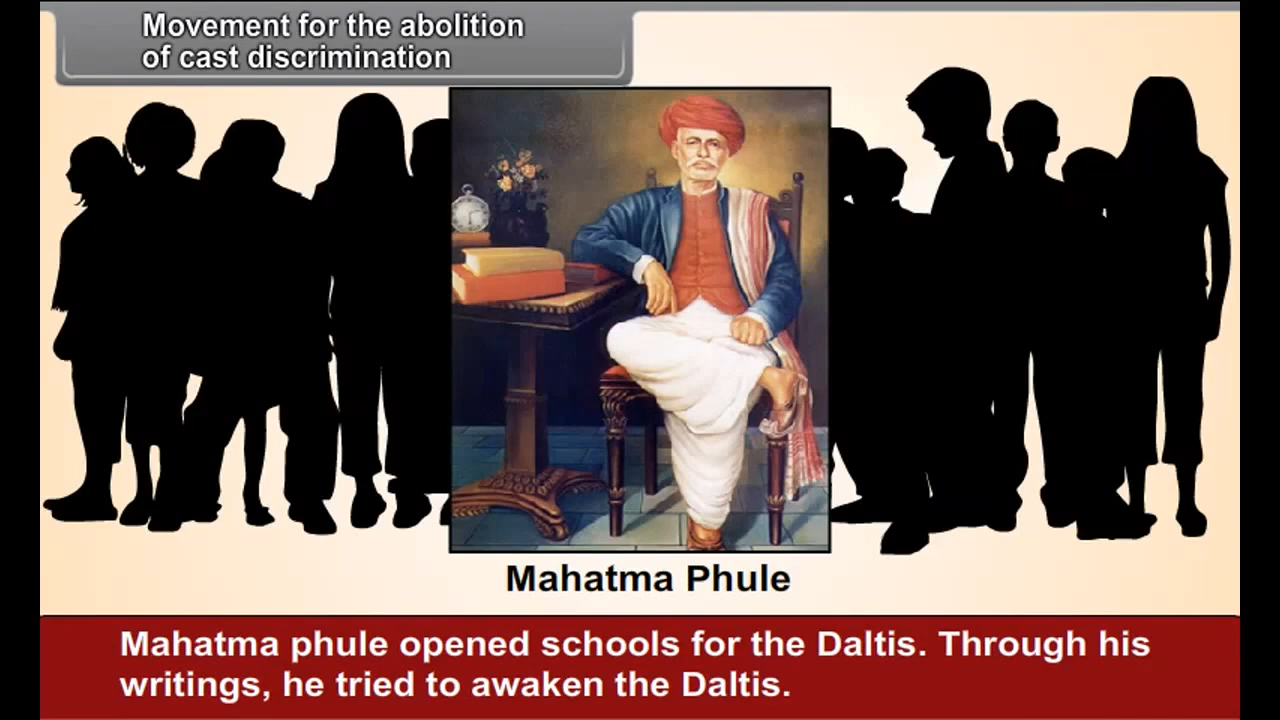 Movement for the abolition
of cast discrimination
Mahatma Phule
Mahatma phule opened schools for the Daltis. Through his
writings, he tried to awaken the Daltis.